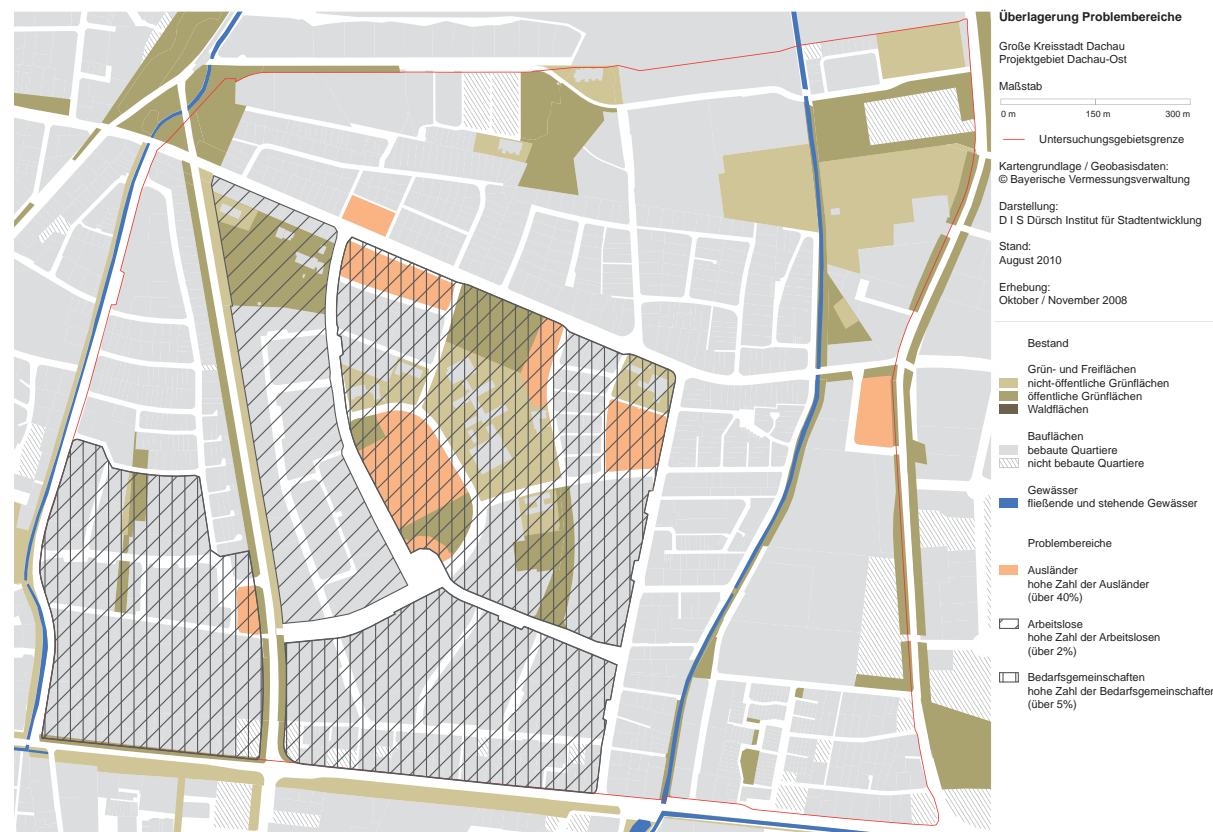 Überlagerung Problembereiche
Große Kreisstadt Dachau
Projektgebiet Dachau-Ost
Maßstab
0 m 150 m 300 m
Untersuchungsgebietsgrenze
Kartengrundlage / Geobasisdaten:
© Bayerische Vermessungsverwaltung
Darstellung:
D I S Dürsch Institut für Stadtentwicklung
Stand:
August 2010
Erhebung:
Oktober / November 2008
Bestand
Grün- und Freiflächen
nicht-öffentliche Grünflächen
öffentliche Grünflächen
Waldflächen
Bauflächen
bebaute Quartiere
nicht bebaute Quartiere
Gewässer
fließende und stehende Gewässer
Problembereiche
Ausländer
hohe Zahl der Ausländer
(über 40%)
Arbeitslose
hohe Zahl der Arbeitslosen
(über 2%)
Bedarfsgemeinschaften
hohe Zahl der Bedarfsgemeinschaften
(über 5%)